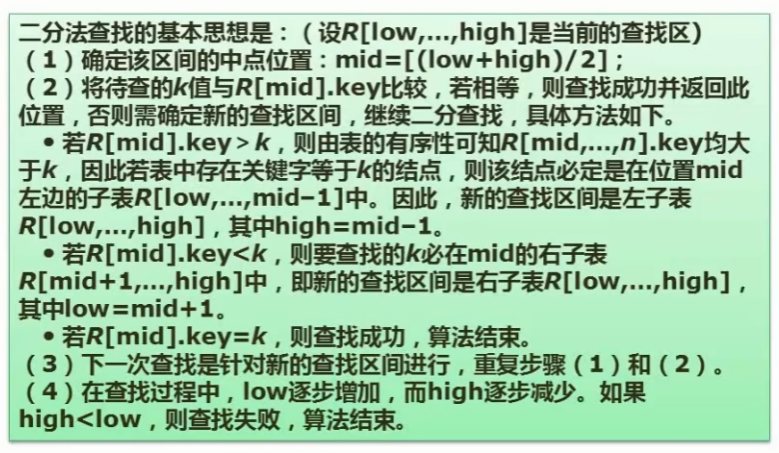 二分法查找的基本思想是：（设R[low,…,high]是当前的查找区)
（1）确定该区间的中点位置：mid=[(low+high)/2]；
（2）将待查的k值与R[mid].key比较，若相等，则查找成功并返回此
位置，否则需确定新的查找区间，继续二分查找，具体方法如下。
•若R[mid].key＞k，则由表的有序性可知R[mid,…,n].key均大
于k，因此若表中存在关键字等于k的结点，则该结点必定是在位置mid
左边的子表R[low,…,mid–1]中。因此，新的查找区间是左子表
R[low,…,high]，其中high=mid–1。
•若R[mid].key<k，则要查找的k必在mid的右子表
R[mid+1,…,high]中，即新的查找区间是右子表R[low,…,high]，
其中low=mid+1。
•若R[mid].key=k，则查找成功，算法结束。
（3）下一次查找是针对新的查找区间进行，重复步骤（1）和（2）。
（4）在查找过程中，low逐步增加，而high逐步减少。如果
high<low，则查找失败，算法结束。